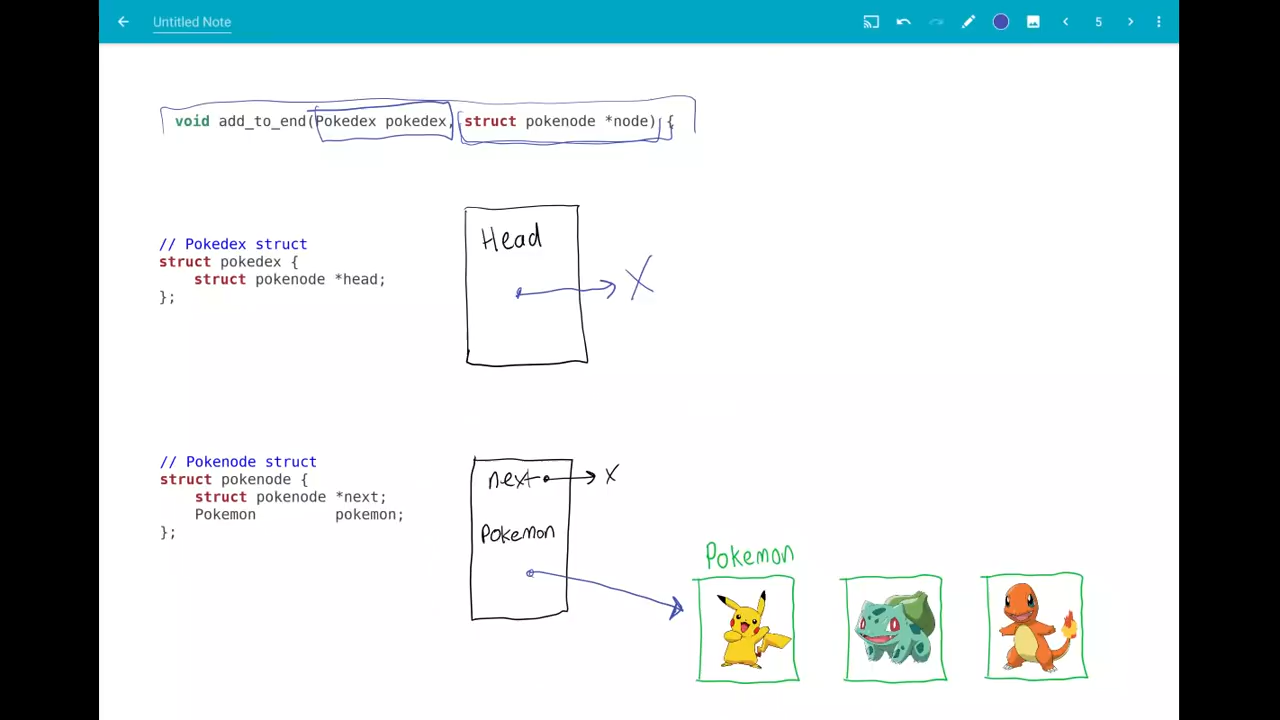 Untitled Note
5
void add_to_end(Pokedex pokedex, struct pokenode *node) {
// Pokedex struct
struct pokedex {
struct pokenode *head;
};
Head
X
// Pokenode struct
struct pokenode {
struct pokenode *next;
Pokemon pokemon;
};
next
X
Pokemon
Pokemon